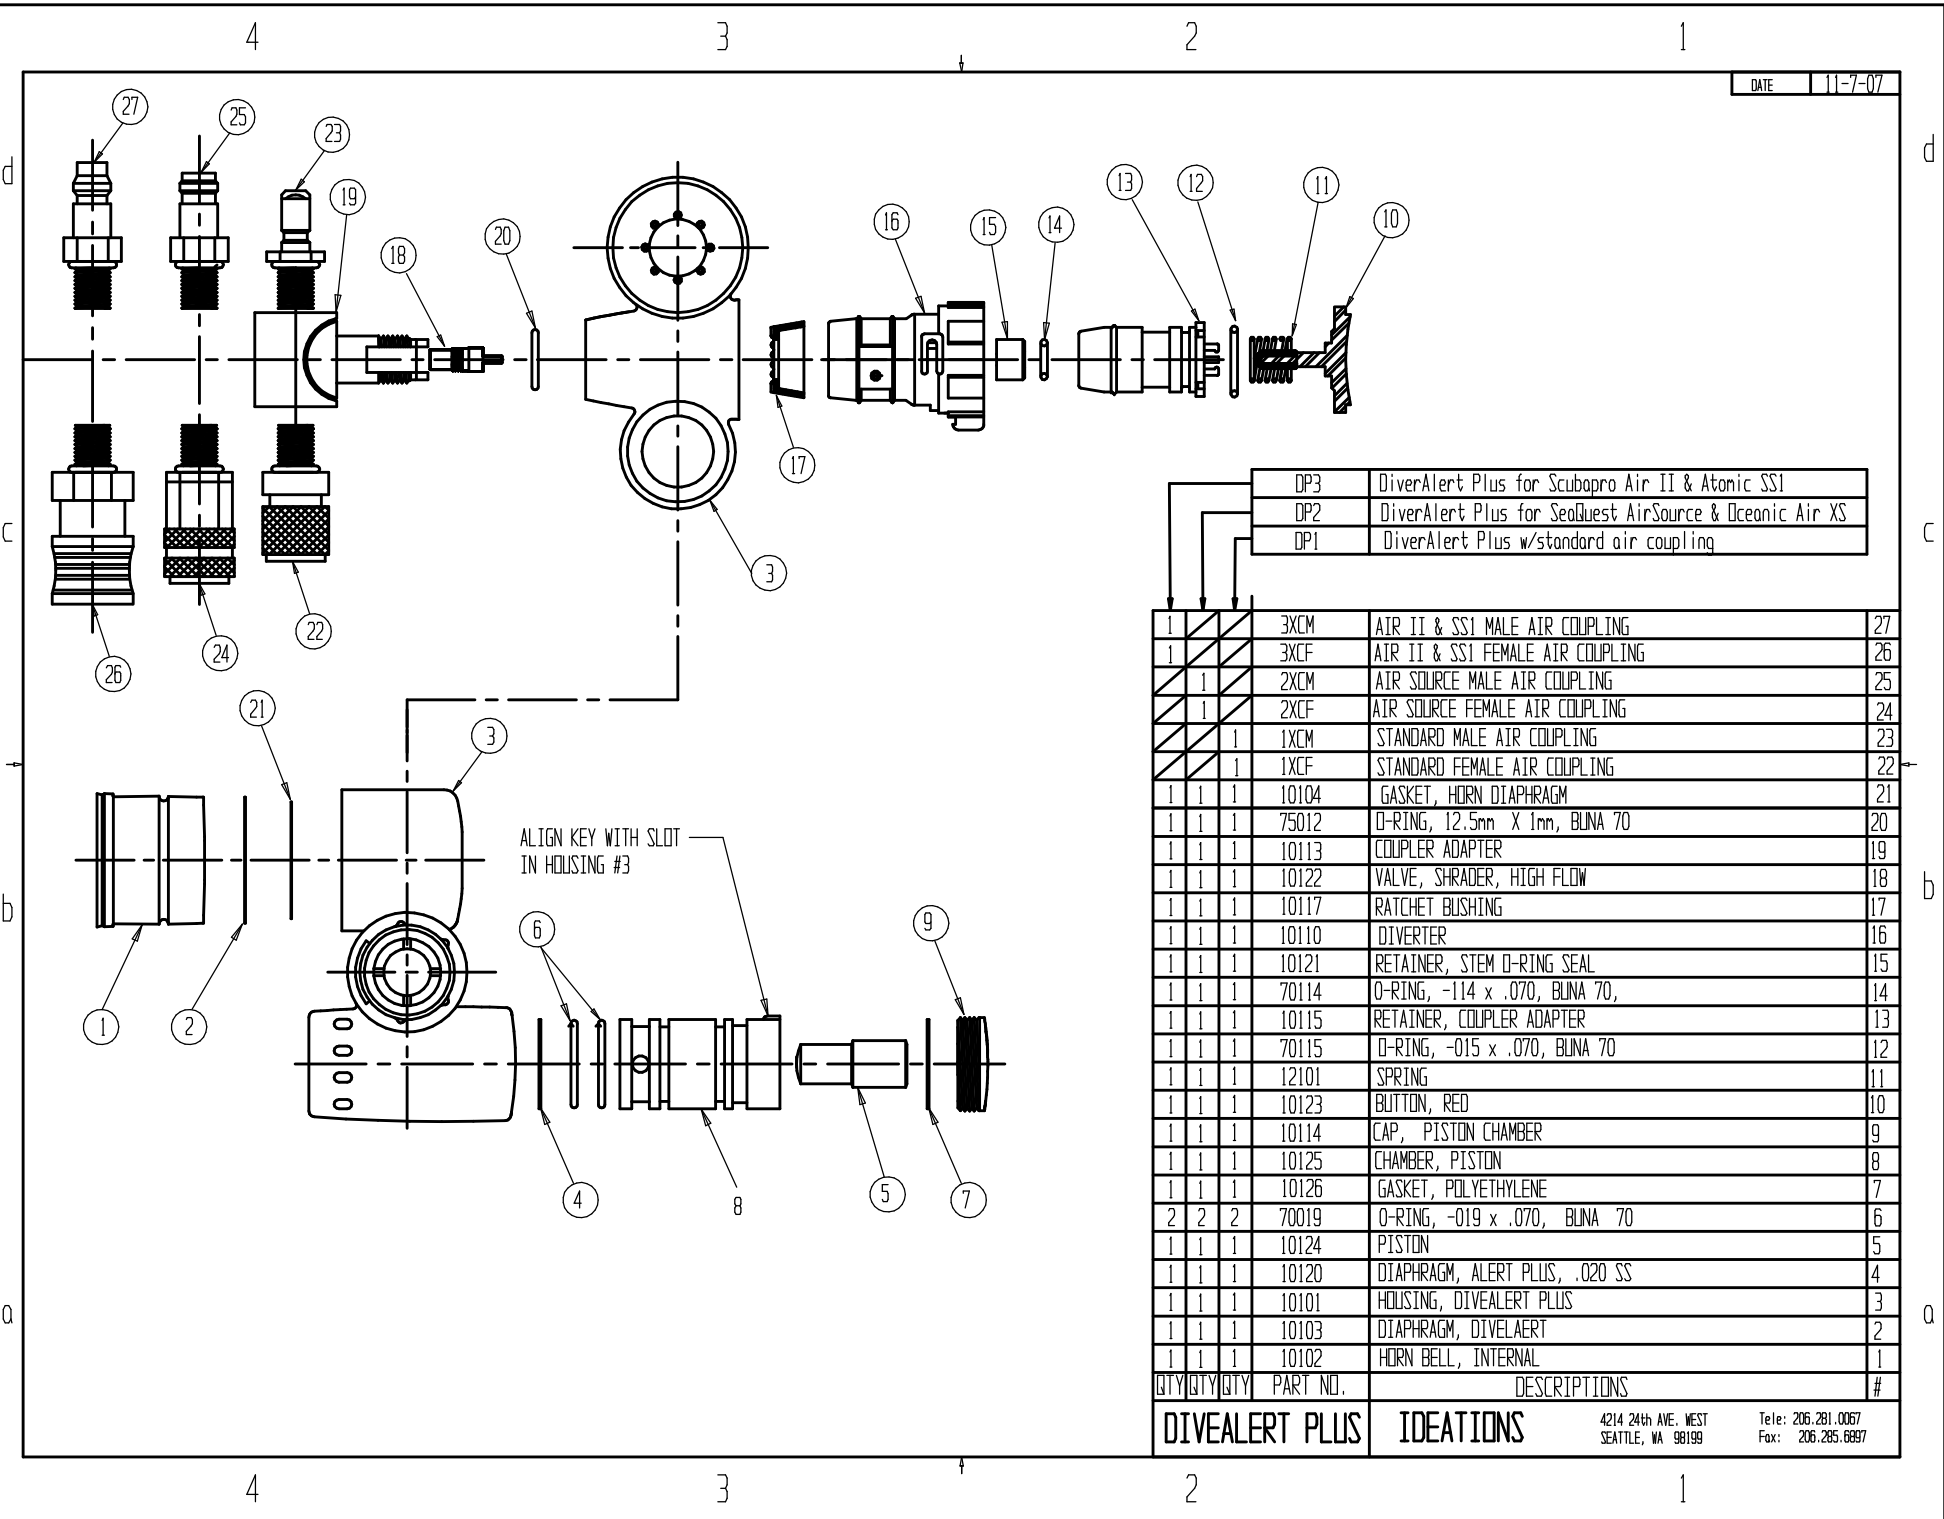 4 3 2 1
DATE 11-7-07
d d
27 25 23 19 18 20 16 15 14 13 12 11 10
17
3
c c
26 24 22
DP3 DiverAlert Plus for Scubapro Air II & Atomic SS1
DP2 DiverAlert Plus for SeaQuest AirSource & Oceanic Air XS
DP1 DiverAlert Plus w/standard air coupling
21 3
ALIGN KEY WITH SLOT
IN HOUSING #3
b b
1 2 6 9
4 8 5 7
a a
1 3XCM AIR II & SS1 MALE AIR COUPLING 27
1 3XCF AIR II & SS1 FEMALE AIR COUPLING 26
1 2XCM AIR SOURCE MALE AIR COUPLING 25
1 2XCF AIR SOURCE FEMALE AIR COUPLING 24
1 1XCM STANDARD MALE AIR COUPLING 23
1 1XCF STANDARD FEMALE AIR COUPLING 22
1 1 1 10104 GASKET, HORN DIAPHRAGM 21
1 1 1 75012 O-RING, 12.5mm X 1mm, BUNA 70 20
1 1 1 10113 COUPLER ADAPTER 19
1 1 1 10122 VALVE, SHRADER, HIGH FLOW 18
1 1 1 10117 RATCHET BUSHING 17
1 1 1 10110 DIVERTER 16
1 1 1 10121 RETAINER, STEM O-RING SEAL 15
1 1 1 70114 O-RING, -114 x .070, BUNA 70, 14
1 1 1 10115 RETAINER, COUPLER ADAPTER 13
1 1 1 70115 O-RING, -015 x .070, BUNA 70 12
1 1 1 12101 SPRING 11
1 1 1 10123 BUTTON, RED 10
1 1 1 10114 CAP, PISTON CHAMBER 9
1 1 1 10125 CHAMBER, PISTON 8
1 1 1 10126 GASKET, POLYETHYLENE 7
2 2 2 70019 O-RING, -019 x .070, BUNA 70 6
1 1 1 10124 PISTON 5
1 1 1 10120 DIAPHRAGM, ALERT PLUS, .020 SS 4
1 1 1 10101 HOUSING, DIVEALERT PLUS 3
1 1 1 10103 DIAPHRAGM, DIVELAERT 2
1 1 1 10102 HORN BELL, INTERNAL 1
QTY QTY QTY PART NO. DESCRIPTIONS #
DIVEALERT PLUS IDEATIONS
4214 24th AVE. WEST
SEATTLE, WA 98199
Tele: 206.281.0067
Fax: 206.285.6897
4 3 2 1